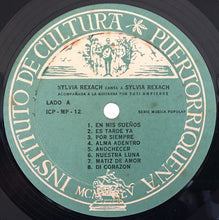 INSTITUTO DE CULTURA PUERTORRIQUEÑA
SYLVIA REXACH CANTA A SYLVIA REXACH
ACOMPAÑADA A LA GUITARRA POR TUTI UMPIERRE
LADO A
ICP - MP - 12
SERIE MUSICA POPULAR
1. EN MIS SUEÑOS
2. ES TARDE YA
3. POR SIEMPRE
4. ALMA ADENTRO
5. ANOCHECER
6. NUESTRA LUNA
7. MATIZ DE AMOR
8. DI CORAZON